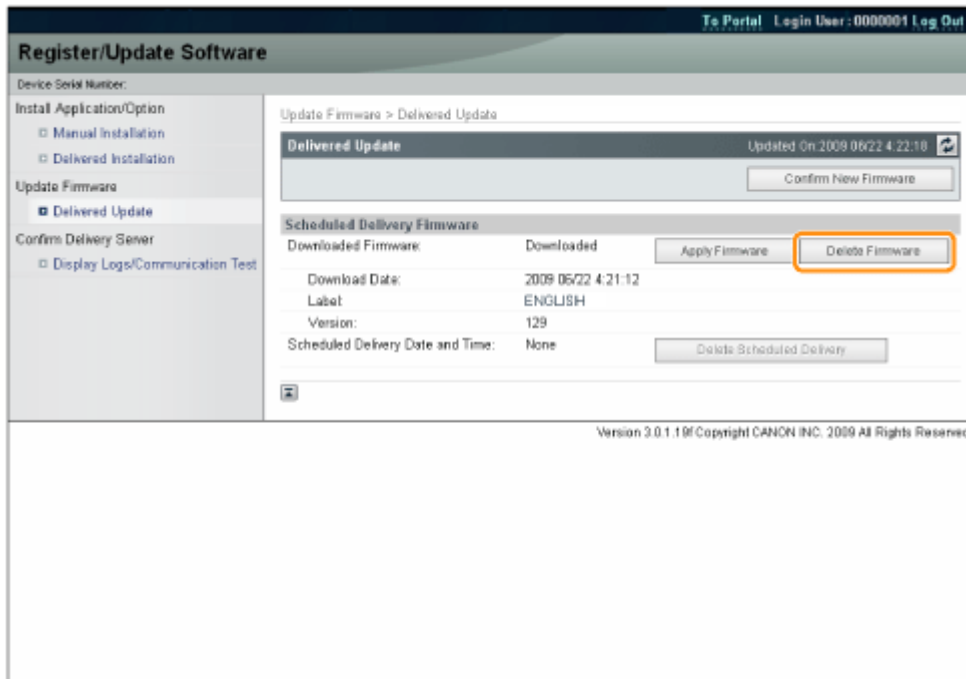 To Portal Login User : 0000001 Log Out
Register/Update Software
Device Serial Number:
Install Application/Option
Manual Installation
Delivered Installation
Update Firmware
Delivered Update
Confirm Delivery Server
Display Logs/Communication Test
Update Firmware > Delivered Update
Delivered Update Updated On:2009 06/22 4:22:18
Confirm New Firmware
Scheduled Delivery Firmware
Downloaded Firmware: Downloaded Apply Firmware Delete Firmware
Download Date: 2009 06/22 4:21:12
Label: ENGLISH
Version: 129
Scheduled Delivery Date and Time: None Delete Scheduled Delivery
Version 3.0.1.19f Copyright CANON INC. 2009 All Rights Reserved